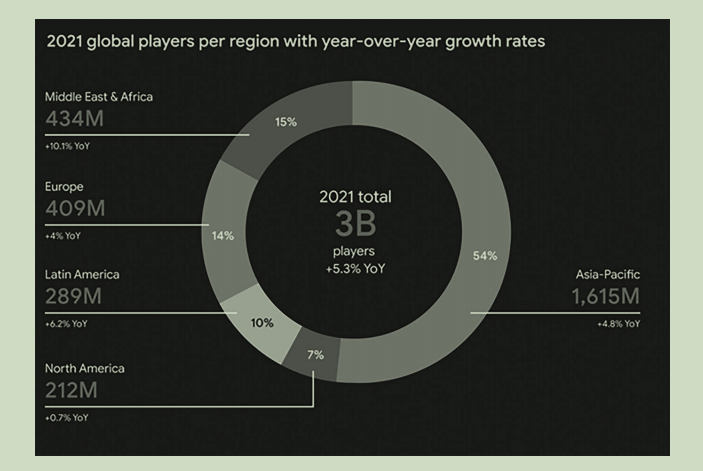 2021 global players per region with year-over-year growth rates
Middle East & Africa
434M
+10.1% YoY
15%
Europe
409M
+4% YoY
14%
Latin America
289M
+6.2% YoY
10%
North America
212M
+0.7% YoY
7%
2021 total
3B
players
+5.3% YoY
54%
Asia-Pacific
1,615M
+4.8% YoY